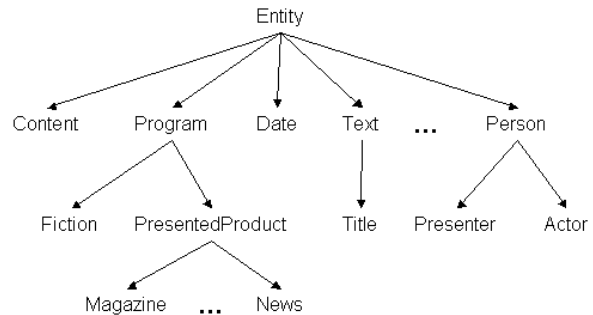 Entity
Content Program Date Text ... Person
Fiction PresentedProduct Title Presenter Actor
Magazine ... News